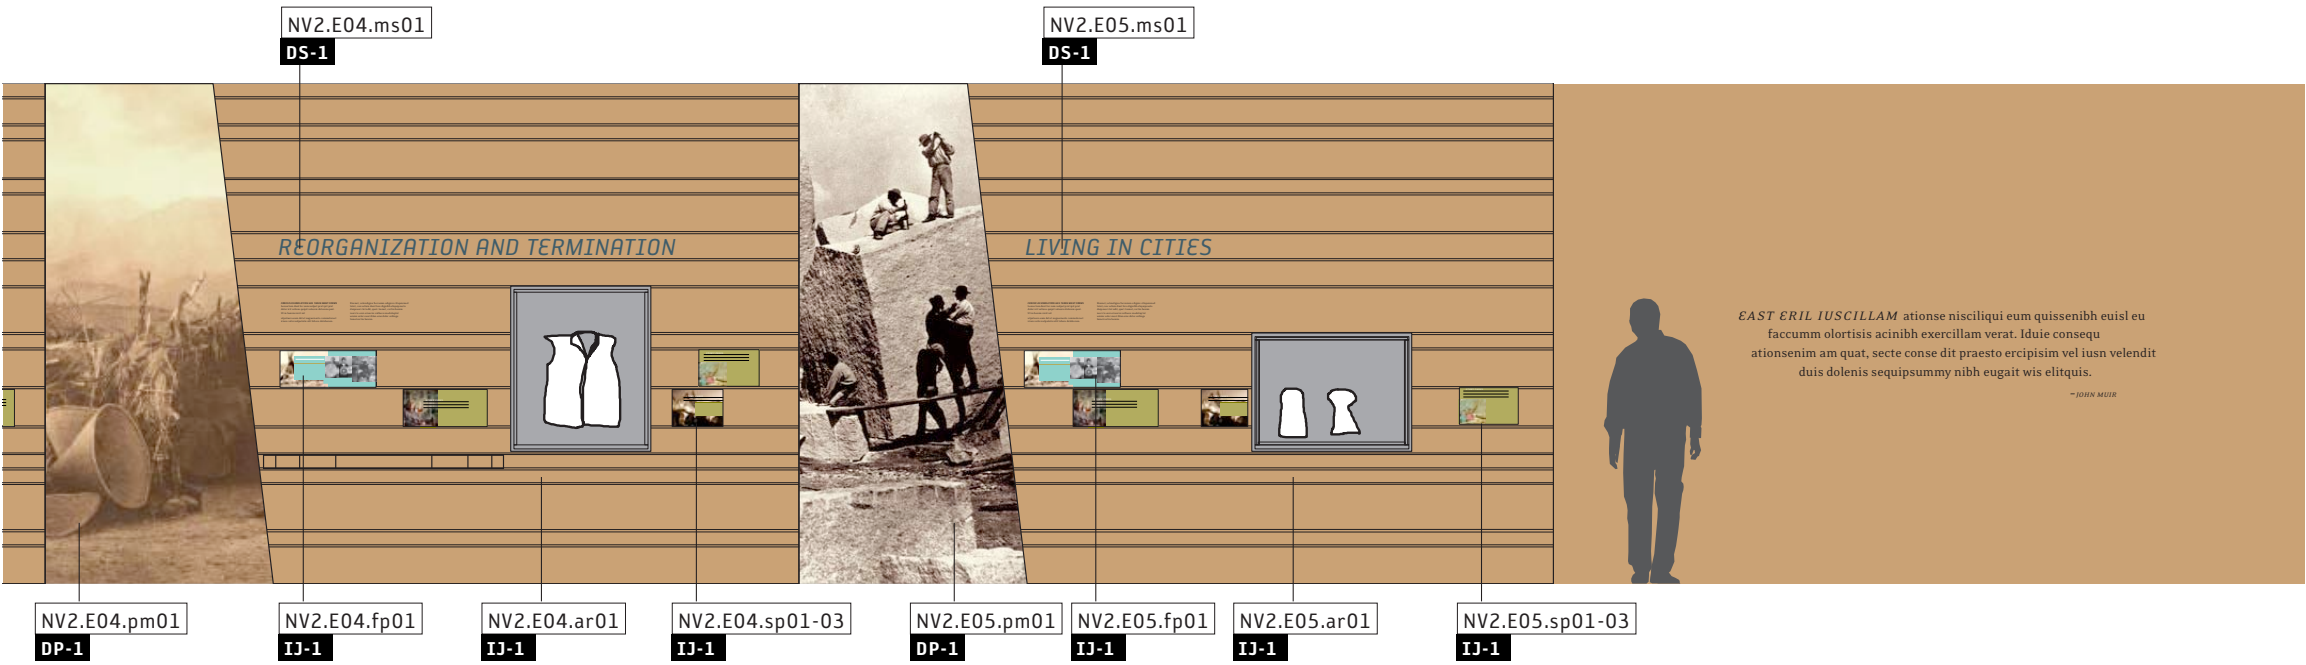 NV2.E04.ms01
DS-1
NV2.E05.ms01
DS-1
REORGANIZATION AND TERMINATION
LIVING IN CITIES
EAST ERIL IUSCILLAM ationse nisciliqui eum quissenibh euisl eu
faccumm olortisis acinibh exercillam verat. Iduie consequ
ationsenim am quat, secte conse dit praesto ercipisim vel iusn velendit
duis dolenis sequipsummy nibh eugait wis elitquis.
–JOHN MUIR
NV2.E04.pm01
DP-1
NV2.E04.fp01
IJ-1
NV2.E04.ar01
IJ-1
NV2.E04.sp01-03
IJ-1
NV2.E05.pm01
DP-1
NV2.E05.fp01
IJ-1
NV2.E05.ar01
IJ-1
NV2.E05.sp01-03
IJ-1